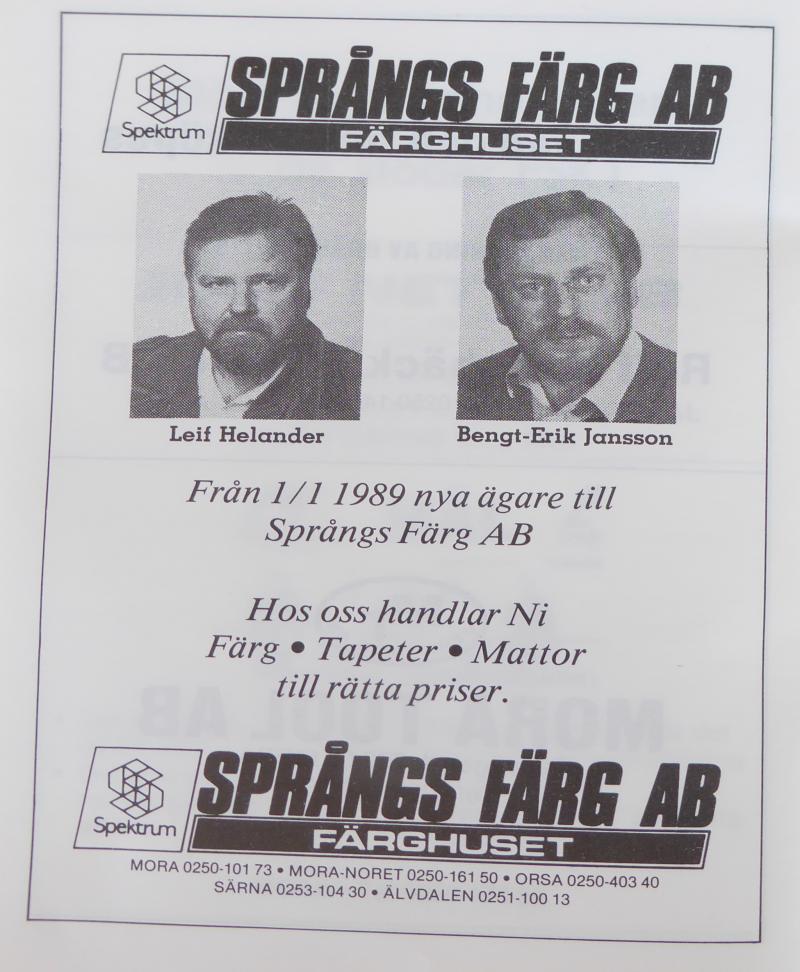 Spektrum
SPRÅNGS FÄRG AB
FÄRGHUSET
Leif Helander
Bengt-Erik Jansson
Från 1/1 1989 nya ägare till
Språngs Färg AB
Hos oss handlar Ni
Färg • Tapeter • Mattor
till rätta priser.
Spektrum
SPRÅNGS FÄRG AB
FÄRGHUSET
MORA 0250-101 73 • MORA-NORET 0250-161 50 • ORSA 0250-403 40
SÄRNA 0253-104 30 • ÄLVDALEN 0251-100 13